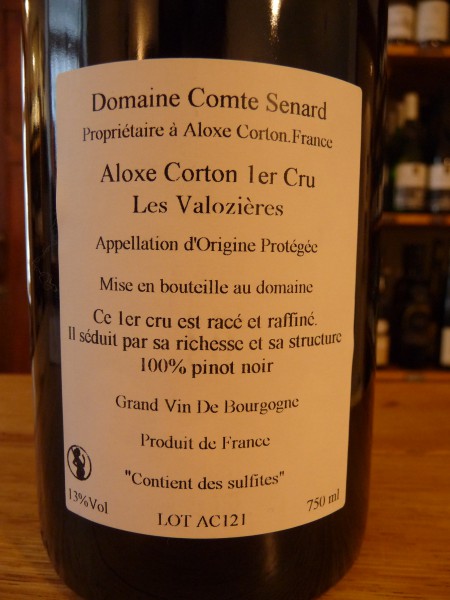 Domaine Comte Senard
Propriétaire à Aloxe Corton.France
Aloxe Corton 1er Cru
Les Valozières
Appellation d'Origine Protégée
Mise en bouteille au domaine
Ce 1er cru est racé et raffiné.
Il séduit par sa richesse et sa structure
100% pinot noir
Grand Vin De Bourgogne
Produit de France
"Contient des sulfites"
13%Vol
750 ml
LOT AC121